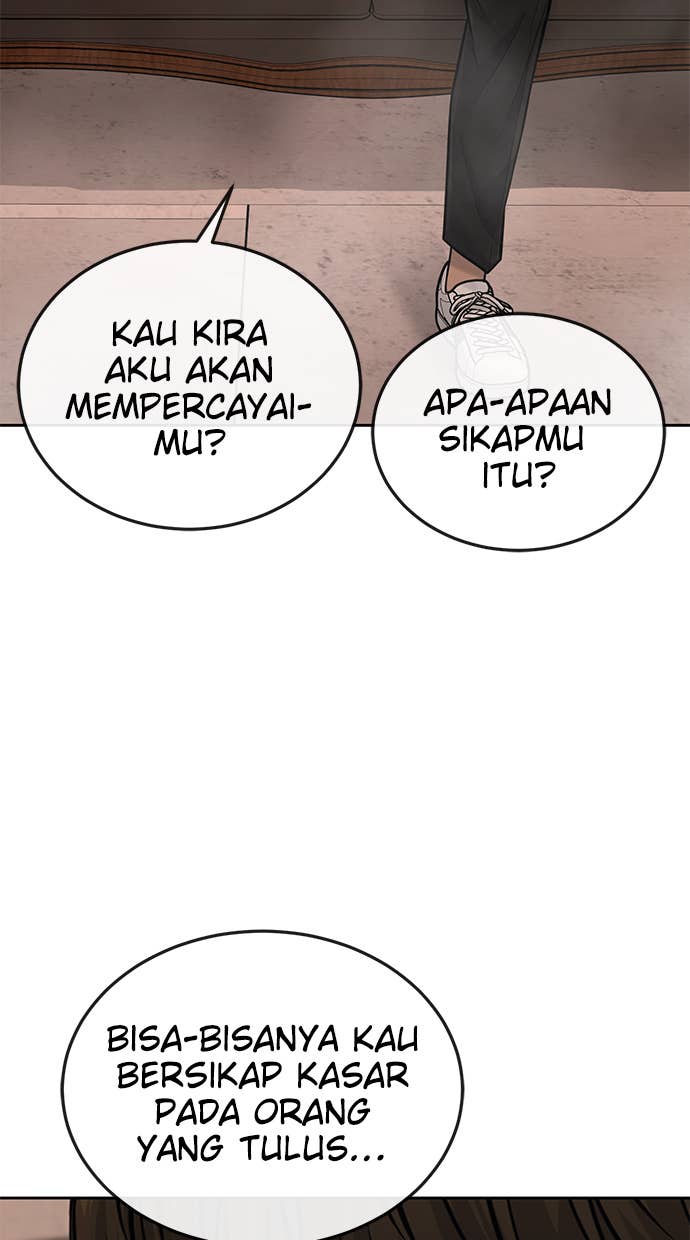 KAU KIRA
AKU AKAN
MEMPERCAYAI-
MU?
APA-APAAN
SIKAPMU
ITU?
BISA-BISANYA KAU
BERSIKAP KASAR
PADA ORANG
YANG TULUS...